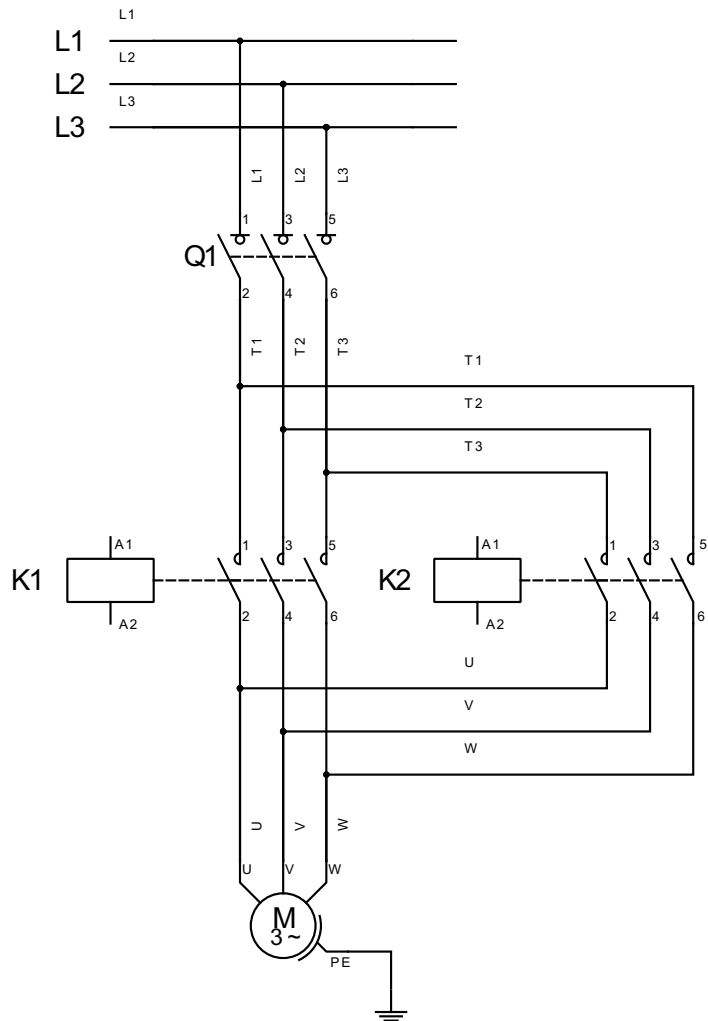 L1
L1
L2
L2
L3
L3
L1 L2 L3
1 3 5
Q1
2 4 6
T1 T2 T3
T1
T2
T3
A1 1 3 5 A1 1 3 5
K1 K2
A2 2 4 6 A2 2 4 6
U
V
W
U V W
U V W
M
3~
PE